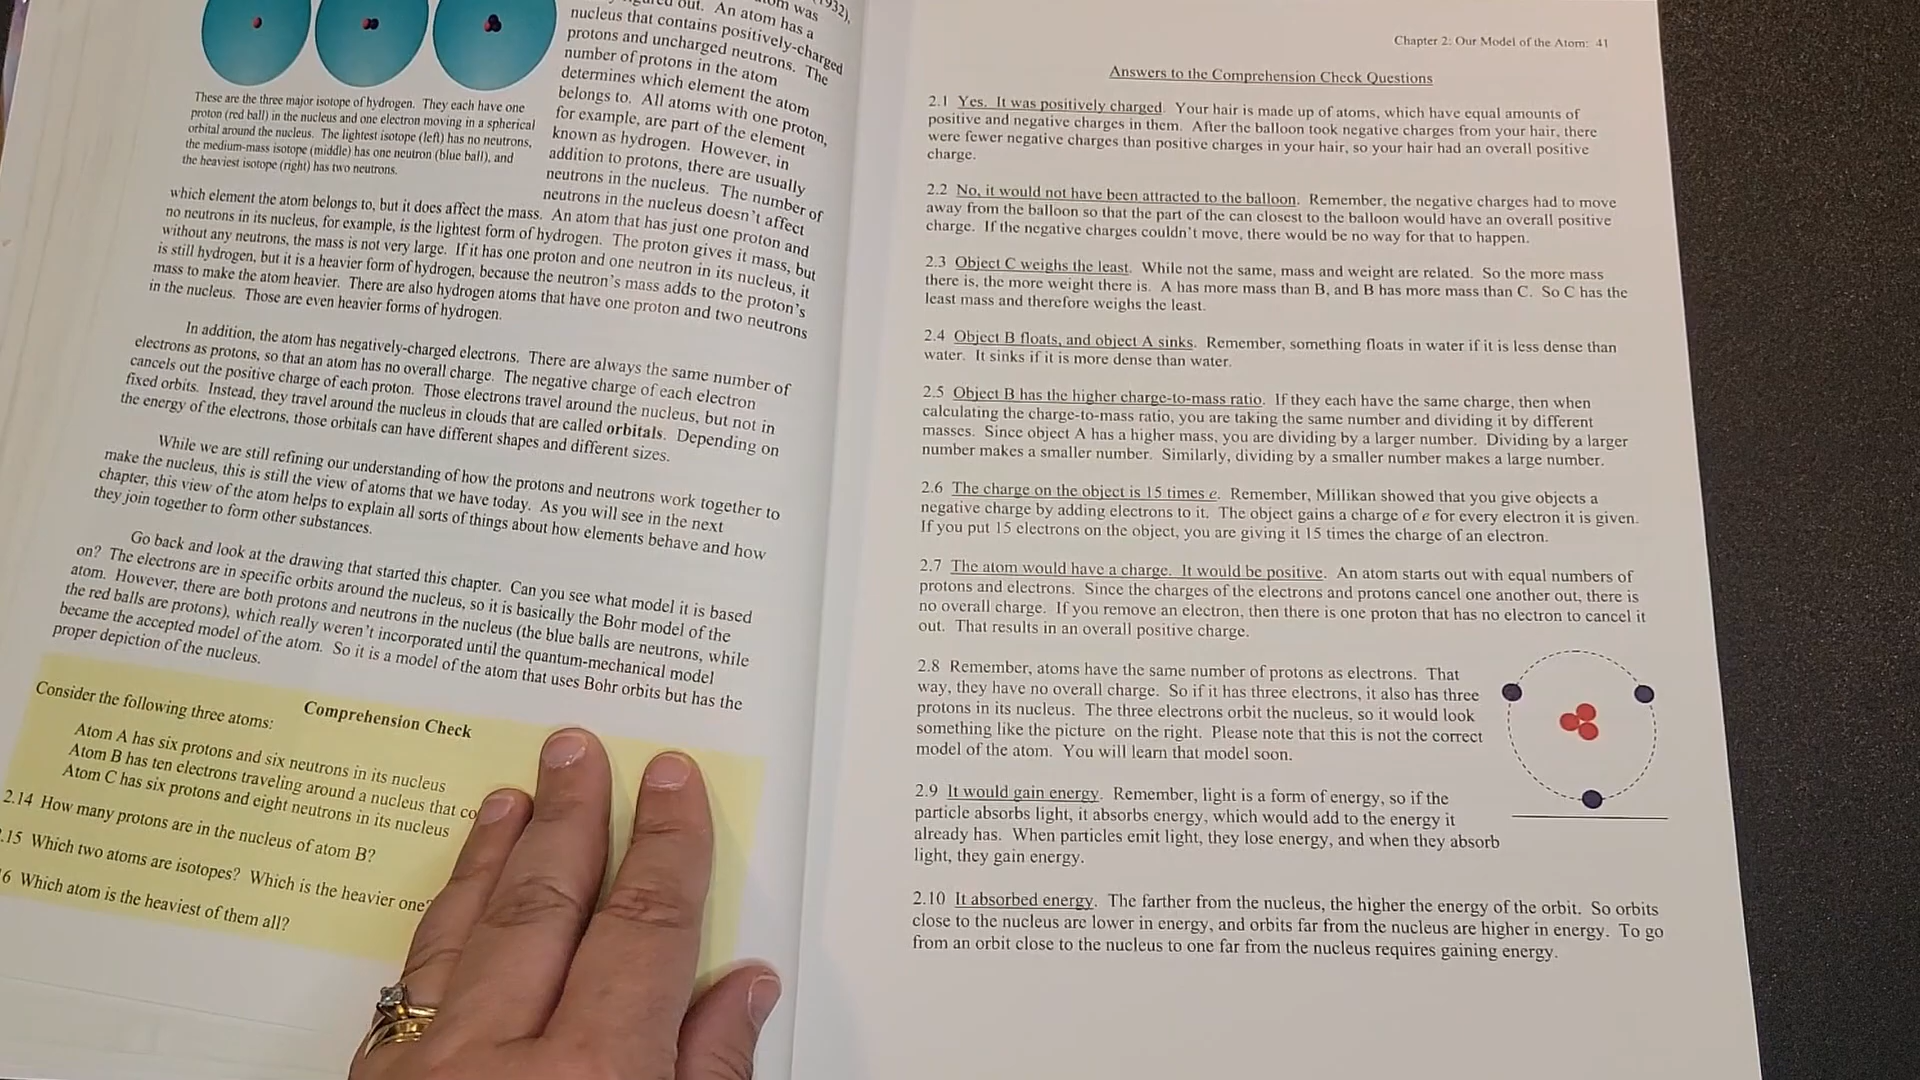 (1932),
out. An atom has a
nucleus that contains positively-charged
protons and uncharged neutrons. The
number of protons in the atom
determines which element the atom
belongs to. All atoms with one proton,
for example, are part of the element
known as hydrogen. However, in
addition to protons, there are usually
neutrons in the nucleus. The number of
neutrons in the nucleus doesn't affect
These are the three major isotope of hydrogen. They each have one
proton (red ball) in the nucleus and one electron moving in a spherical
orbital around the nucleus. The lightest isotope (left) has no neutrons,
the medium-mass isotope (middle) has one neutron (blue ball), and
the heaviest isotope (right) has two neutrons.
which element the atom belongs to, but it does affect the mass. An atom that has just one proton and
no neutrons in its nucleus, for example, is the lightest form of hydrogen. The proton gives it mass, but
without any neutrons, the mass is not very large. If it has one proton and one neutron in its nucleus, it
is still hydrogen, but it is a heavier form of hydrogen, because the neutron's mass adds to the proton's
mass to make the atom heavier. There are also hydrogen atoms that have one proton and two neutrons
in the nucleus. Those are even heavier forms of hydrogen.
In addition, the atom has negatively-charged electrons. There are always the same number of
electrons as protons, so that an atom has no overall charge. The negative charge of each electron
cancels out the positive charge of each proton. Those electrons travel around the nucleus, but not in
fixed orbits. Instead, they travel around the nucleus in clouds that are called orbitals. Depending on
the energy of the electrons, those orbitals can have different shapes and different sizes.
While we are still refining our understanding of how the protons and neutrons work together to
make the nucleus, this is still the view of atoms that we have today. As you will see in the next
chapter, this view of the atom helps to explain all sorts of things about how elements behave and how
they join together to form other substances.
Go back and look at the drawing that started this chapter. Can you see what model it is based
on? The electrons are in specific orbits around the nucleus, so it is basically the Bohr model of the
atom. However, there are both protons and neutrons in the nucleus (the blue balls are neutrons, while
the red balls are protons), which really weren't incorporated until the quantum-mechanical model
became the accepted model of the atom. So it is a model of the atom that uses Bohr orbits but has the
proper depiction of the nucleus.
Comprehension Check
Consider the following three atoms:
Atom A has six protons and six neutrons in its nucleus
Atom B has ten electrons traveling around a nucleus that
Atom C has six protons and eight neutrons in its nucleus
2.14 How many protons are in the nucleus of atom B?
.15 Which two atoms are isotopes? Which is the heavier one?
6 Which atom is the heaviest of them all?
Chapter 2: Our Model of the Atom: 41
Answers to the Comprehension Check Questions
2.1 Yes. It was positively charged. Your hair is made up of atoms, which have equal amounts of
positive and negative charges in them. After the balloon took negative charges from your hair, there
were fewer negative charges than positive charges in your hair, so your hair had an overall positive
charge.
2.2 No, it would not have been attracted to the balloon. Remember, the negative charges had to move
away from the balloon so that the part of the can closest to the balloon would have an overall positive
charge. If the negative charges couldn't move, there would be no way for that to happen.
2.3 Object C weighs the least. While not the same, mass and weight are related. So the more mass
there is, the more weight there is. A has more mass than B, and B has more mass than C. So C has the
least mass and therefore weighs the least.
2.4 Object B floats, and object A sinks. Remember, something floats in water if it is less dense than
water. It sinks if it is more dense than water.
2.5 Object B has the higher charge-to-mass ratio. If they each have the same charge, then when
calculating the charge-to-mass ratio, you are taking the same number and dividing it by different
masses. Since object A has a higher mass, you are dividing by a larger number. Dividing by a larger
number makes a smaller number. Similarly, dividing by a smaller number makes a large number.
2.6 The charge on the object is 15 times e. Remember, Millikan showed that you give objects a
negative charge by adding electrons to it. The object gains a charge of e for every electron it is given.
If you put 15 electrons on the object, you are giving it 15 times the charge of an electron.
2.7 The atom would have a charge. It would be positive. An atom starts out with equal numbers of
protons and electrons. Since the charges of the electrons and protons cancel one another out, there is
no overall charge. If you remove an electron, then there is one proton that has no electron to cancel it
out. That results in an overall positive charge.
2.8 Remember, atoms have the same number of protons as electrons. That
way, they have no overall charge. So if it has three electrons, it also has three
protons in its nucleus. The three electrons orbit the nucleus, so it would look
something like the picture on the right. Please note that this is not the correct
model of the atom. You will learn that model soon.
2.9 It would gain energy. Remember, light is a form of energy, so if the
particle absorbs light, it absorbs energy, which would add to the energy it
already has. When particles emit light, they lose energy, and when they absorb
light, they gain energy.
2.10 It absorbed energy. The farther from the nucleus, the higher the energy of the orbit. So orbits
close to the nucleus are lower in energy, and orbits far from the nucleus are higher in energy. To go
from an orbit close to the nucleus to one far from the nucleus requires gaining energy.